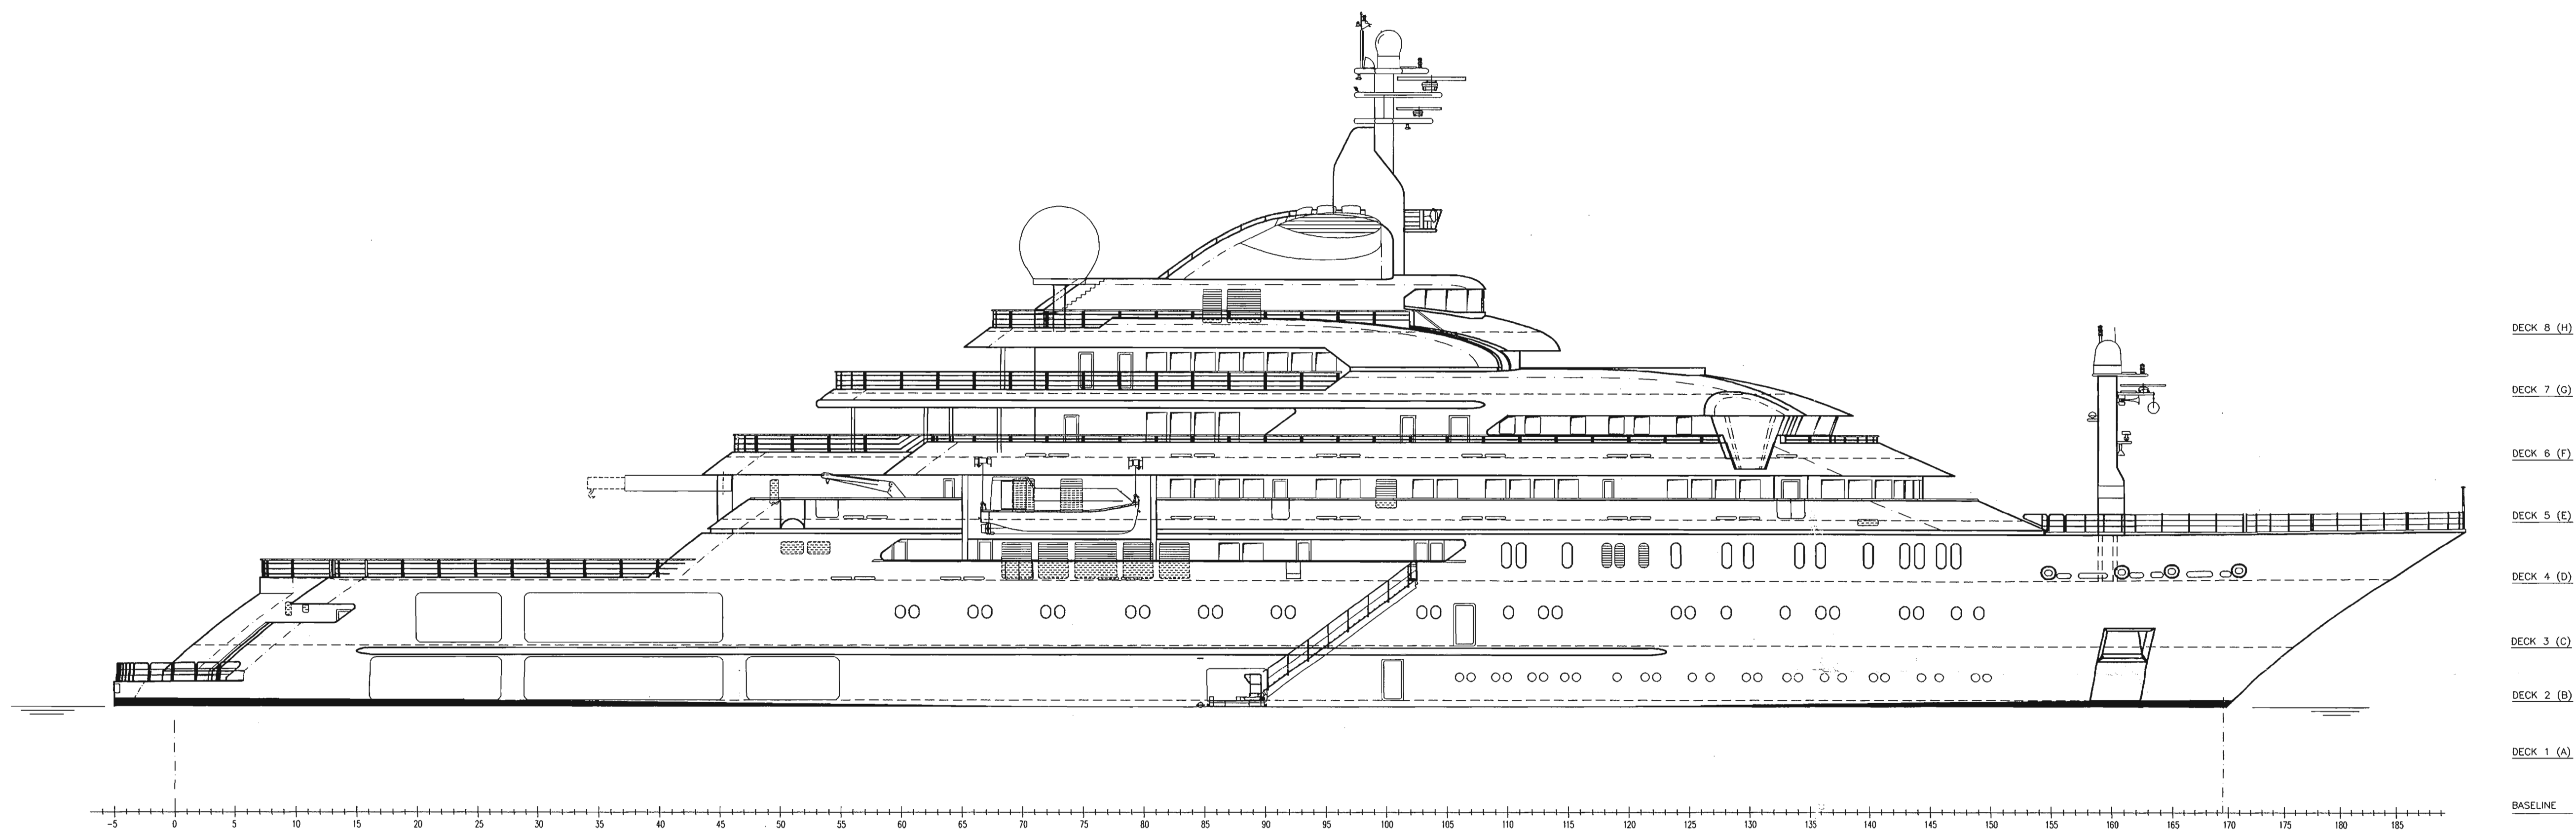 DECK 8 (H)
DECK 7 (G)
DECK 6 (F)
DECK 5 (E)
DECK 4 (D)
DECK 3 (C)
DECK 2 (B)
DECK 1 (A)
BASELINE
-5 0 5 10 15 20 25 30 35 40 45 50 55 60 65 70 75 80 85 90 95 100 105 110 115 120 125 130 135 140 145 150 155 160 165 170 175 180 185